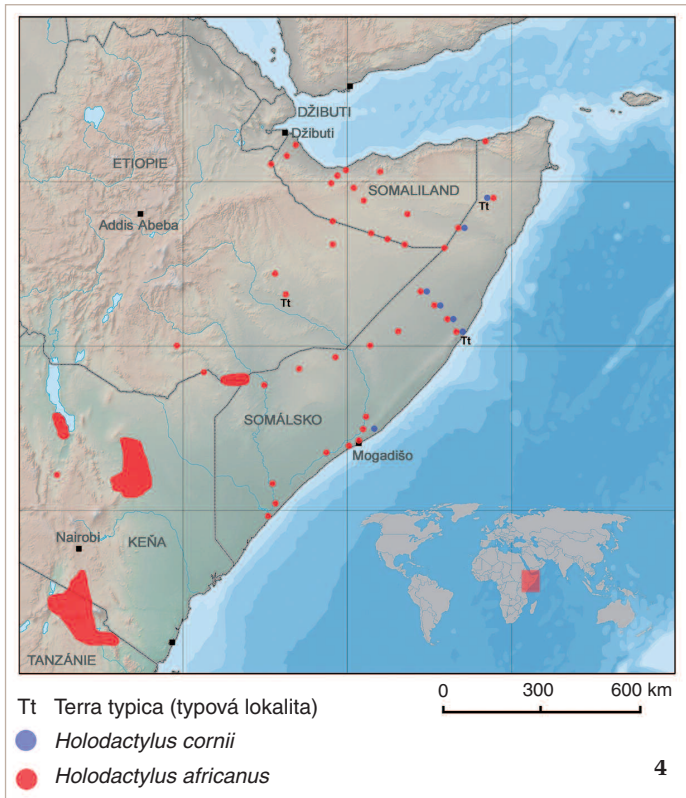 DŽIBUTI
Džibuti
ETIOPIE
SOMALILAND
Tt
Addis Abeba
Tt
Tt
SOMÁLSKO
Mogadišo
Nairobi
KEŇA
TANZÁNIE
Tt Terra typica (typová lokalita)
0 300 600 km
Holodactylus cornii
Holodactylus africanus
4